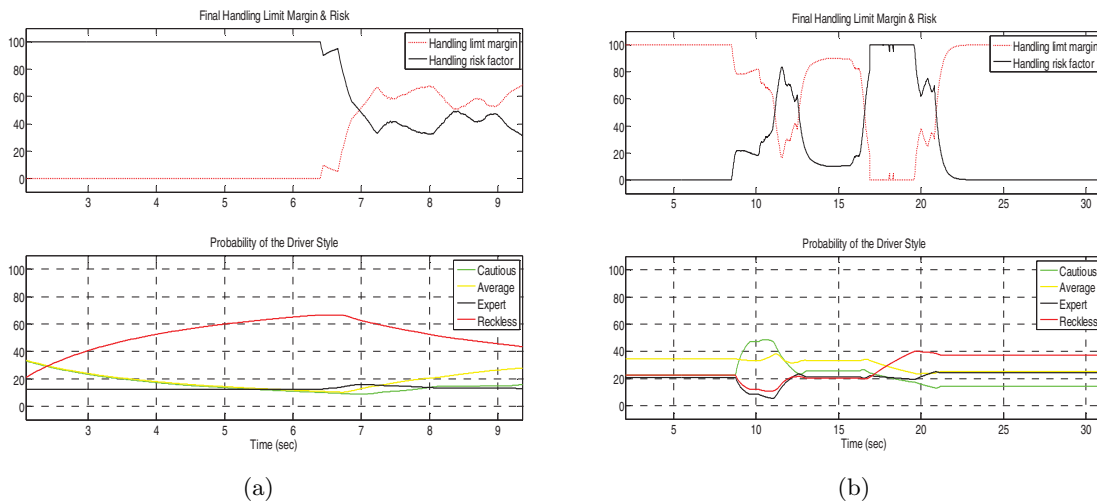 Final Handling Limit Margin & Risk
100
80
60
40
20
0
Handling limt margin
Handling risk factor
3 4 5 6 7 8 9
Probability of the Driver Style
100
80
60
40
20
0
Cautious
Average
Expert
Reckless
3 4 5 6 7 8 9
Time (sec)
(a)
Final Handling Limit Margin & Risk
100
80
60
40
20
0
Handling limt margin
Handling risk factor
5 10 15 20 25 30
Probability of the Driver Style
100
80
60
40
20
0
Cautious
Average
Expert
Reckless
5 10 15 20 25 30
Time (sec)
(b)